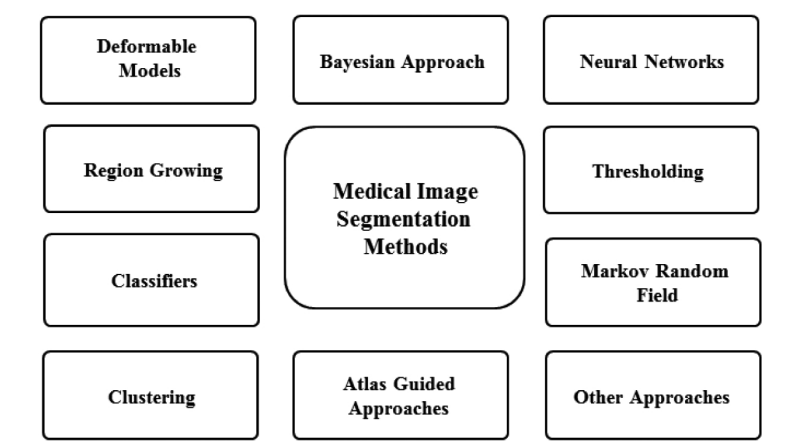 Deformable
Models
Bayesian Approach
Neural Networks
Region Growing
Medical Image
Segmentation
Methods
Thresholding
Classifiers
Markov Random
Field
Clustering
Atlas Guided
Approaches
Other Approaches